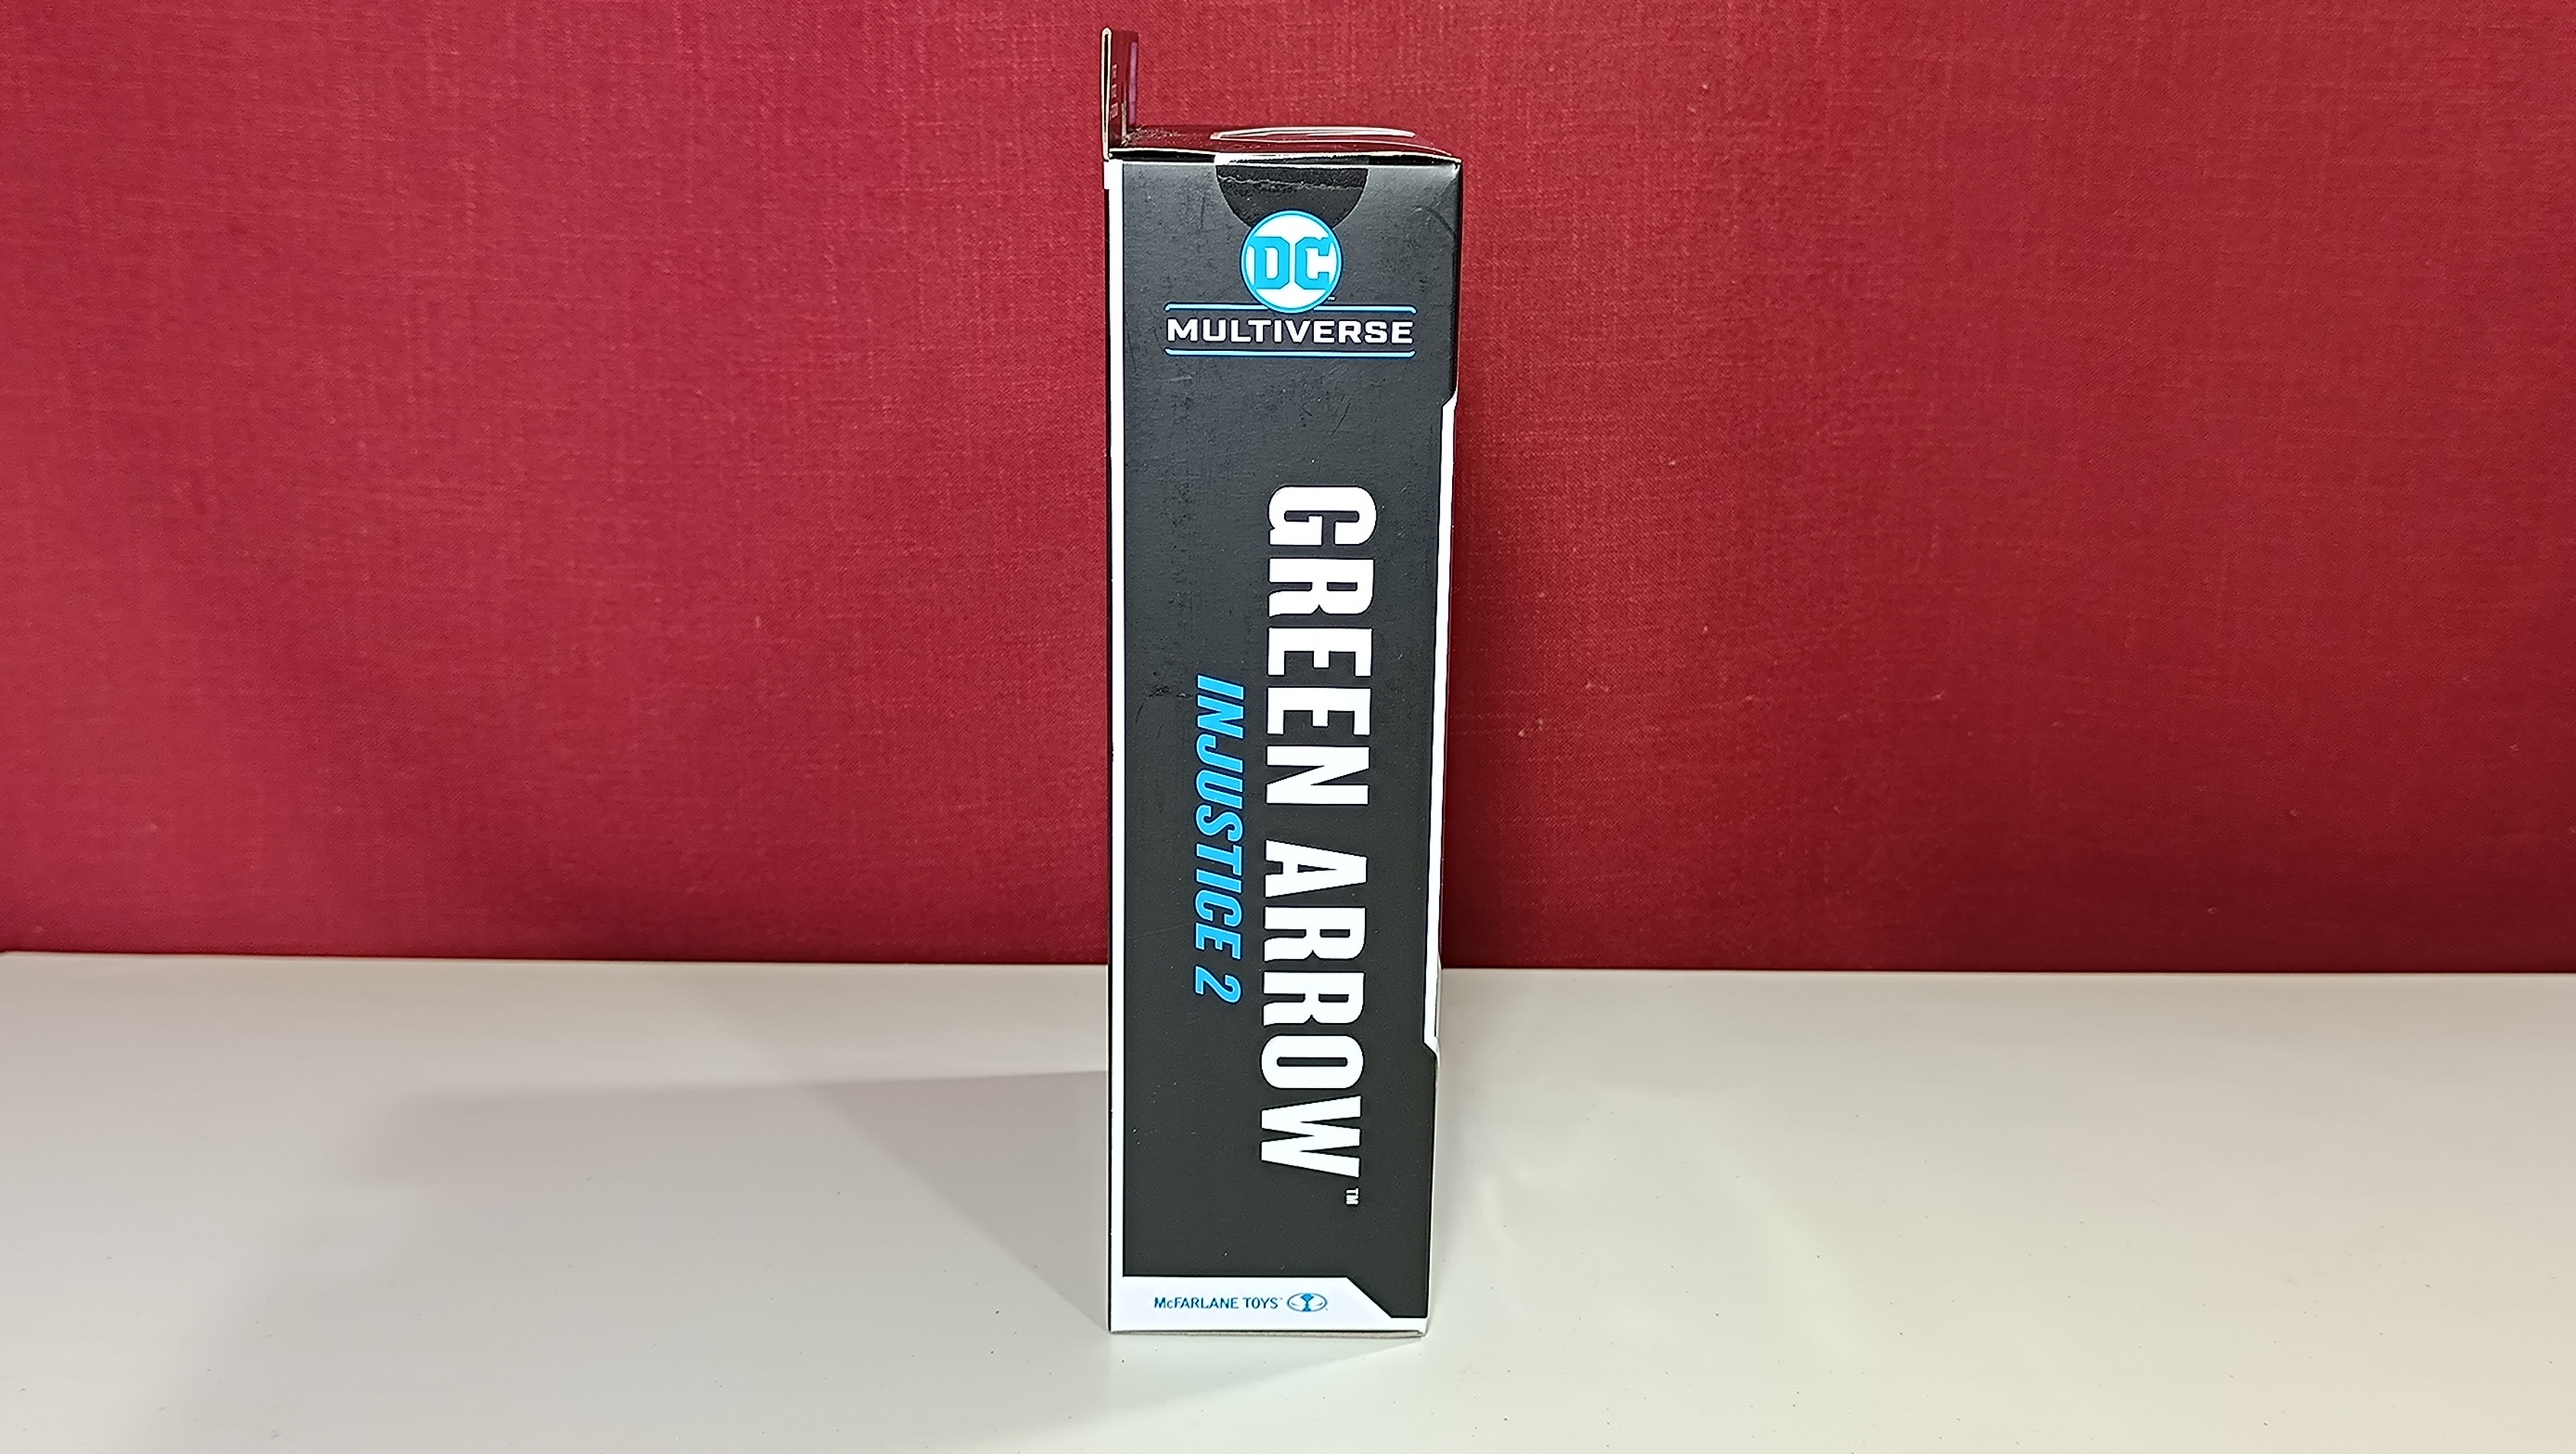 DC
MULTIVERSE
GREEN ARROW™
INJUSTICE 2
McFARLANE TOYS™